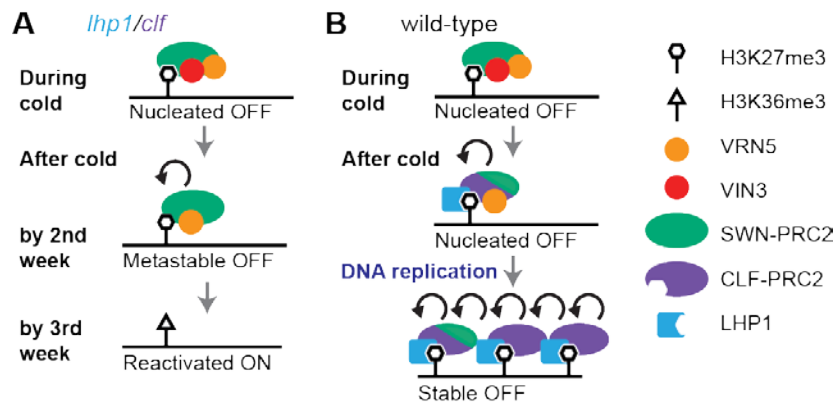 A lhp1/clf
During cold
Nucleated OFF
After cold
by 2nd week
Metastable OFF
by 3rd week
Reactivated ON
B wild-type
During cold
Nucleated OFF
After cold
Nucleated OFF
DNA replication
Stable OFF
H3K27me3
H3K36me3
VRN5
VIN3
SWN-PRC2
CLF-PRC2
LHP1